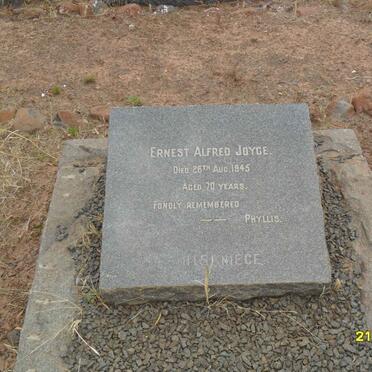 ERNEST ALFRED JOYCE.
DIED 26TH AUG. 1945
AGED 70 YEARS.
FONDLY REMEMBERED
—— PHYLLIS.
NIECE
21